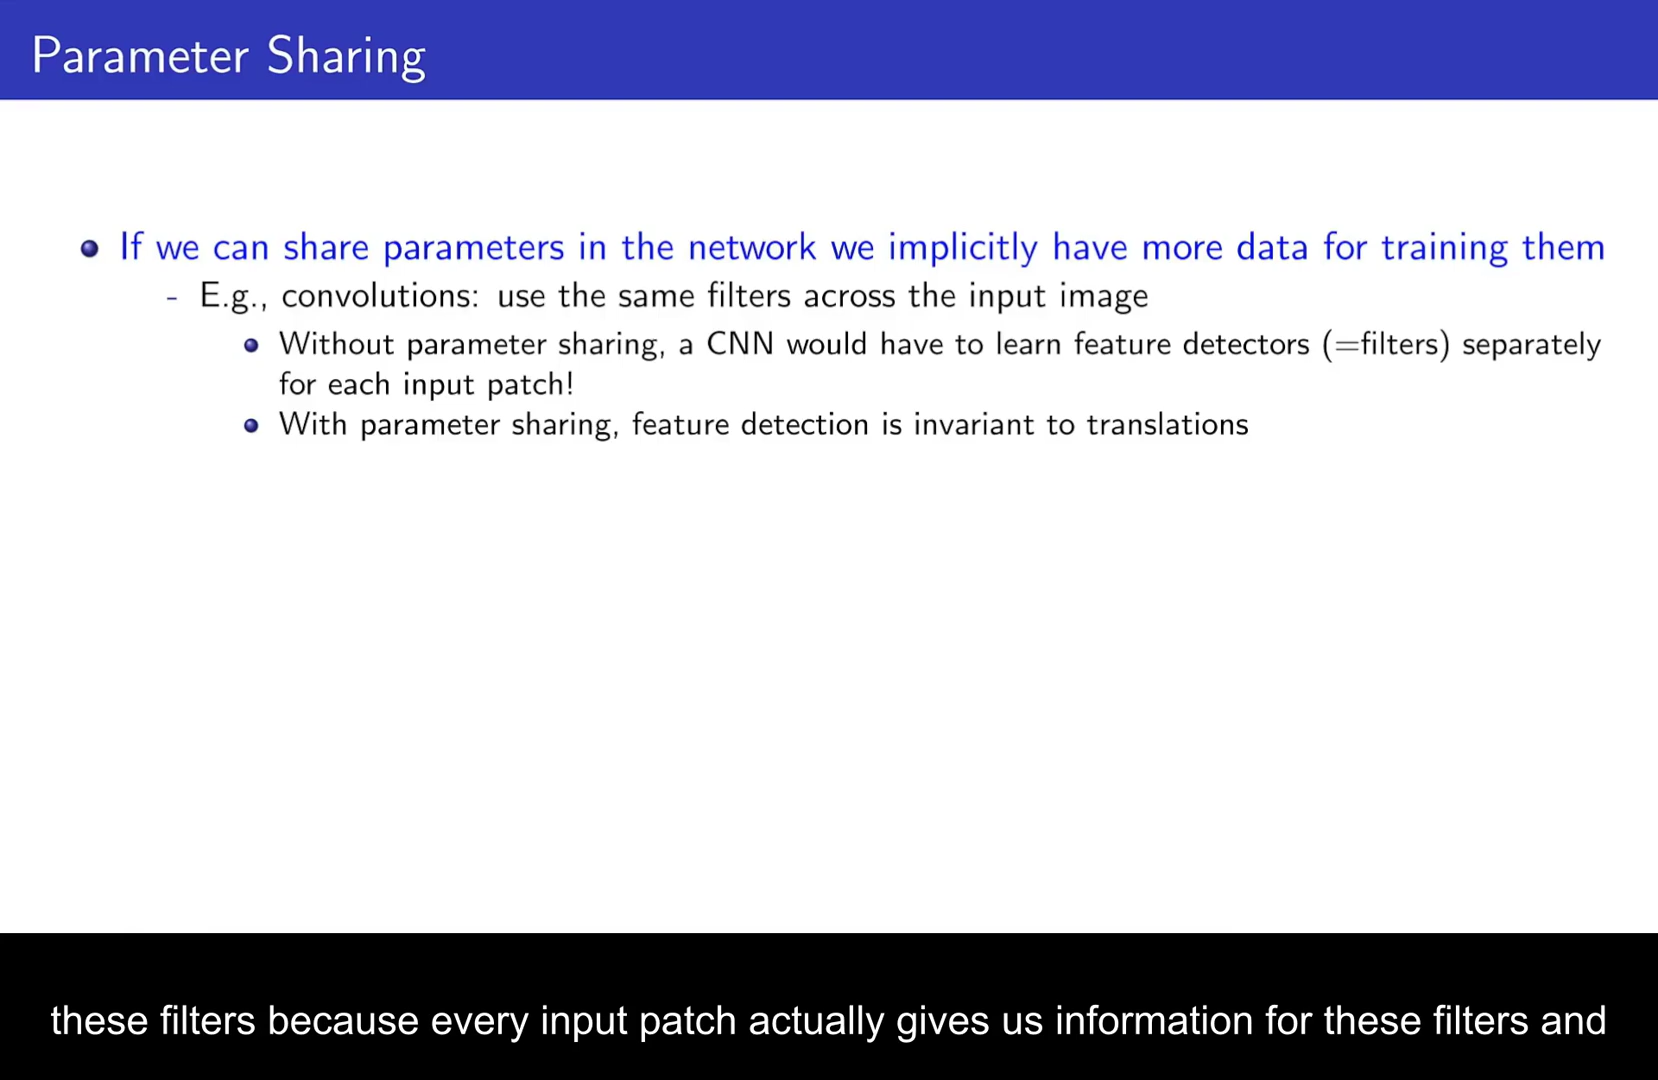 Parameter Sharing
If we can share parameters in the network we implicitly have more data for training them
- E.g., convolutions: use the same filters across the input image
Without parameter sharing, a CNN would have to learn feature detectors (=filters) separately
for each input patch!
With parameter sharing, feature detection is invariant to translations
these filters because every input patch actually gives us information for these filters and